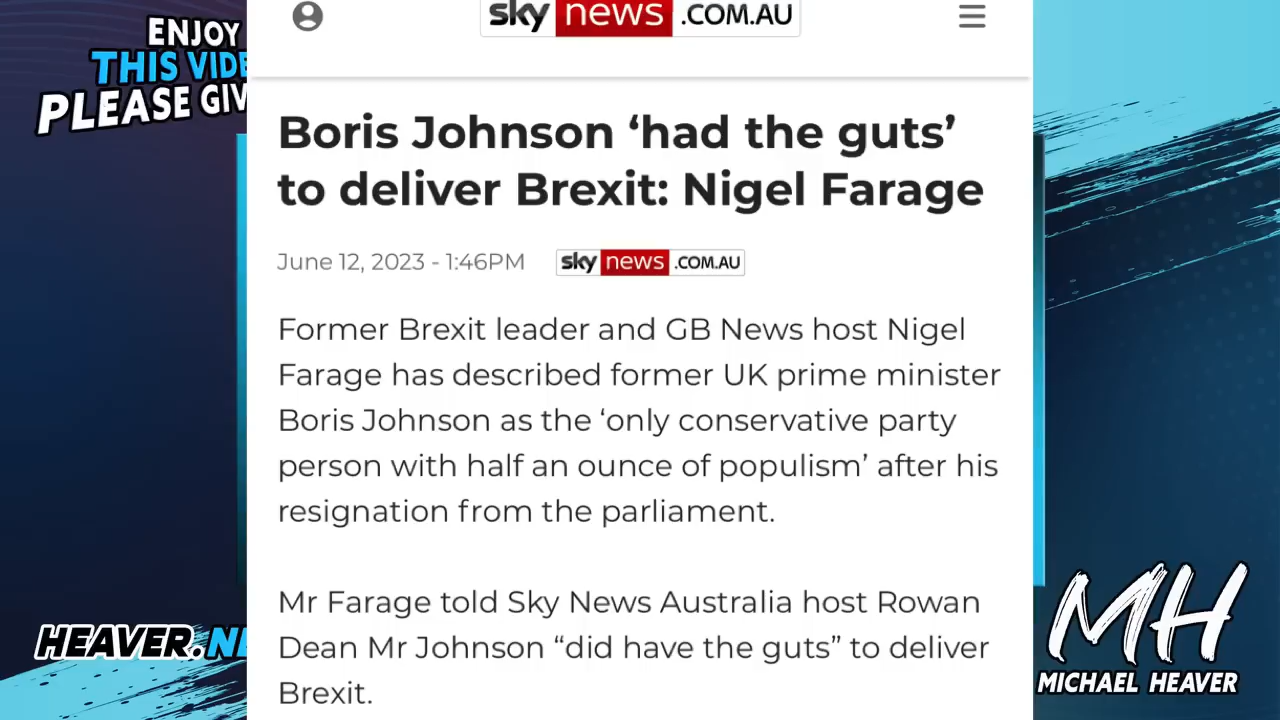 ENJOY
THIS VIDE
PLEASE GIV
sky news .COM.AU
Boris Johnson ‘had the guts’
to deliver Brexit: Nigel Farage
June 12, 2023 - 1:46PM sky news .COM.AU
Former Brexit leader and GB News host Nigel
Farage has described former UK prime minister
Boris Johnson as the ‘only conservative party
person with half an ounce of populism’ after his
resignation from the parliament.
Mr Farage told Sky News Australia host Rowan
Dean Mr Johnson “did have the guts” to deliver
Brexit.
HEAVER.NE
MH
MICHAEL HEAVER